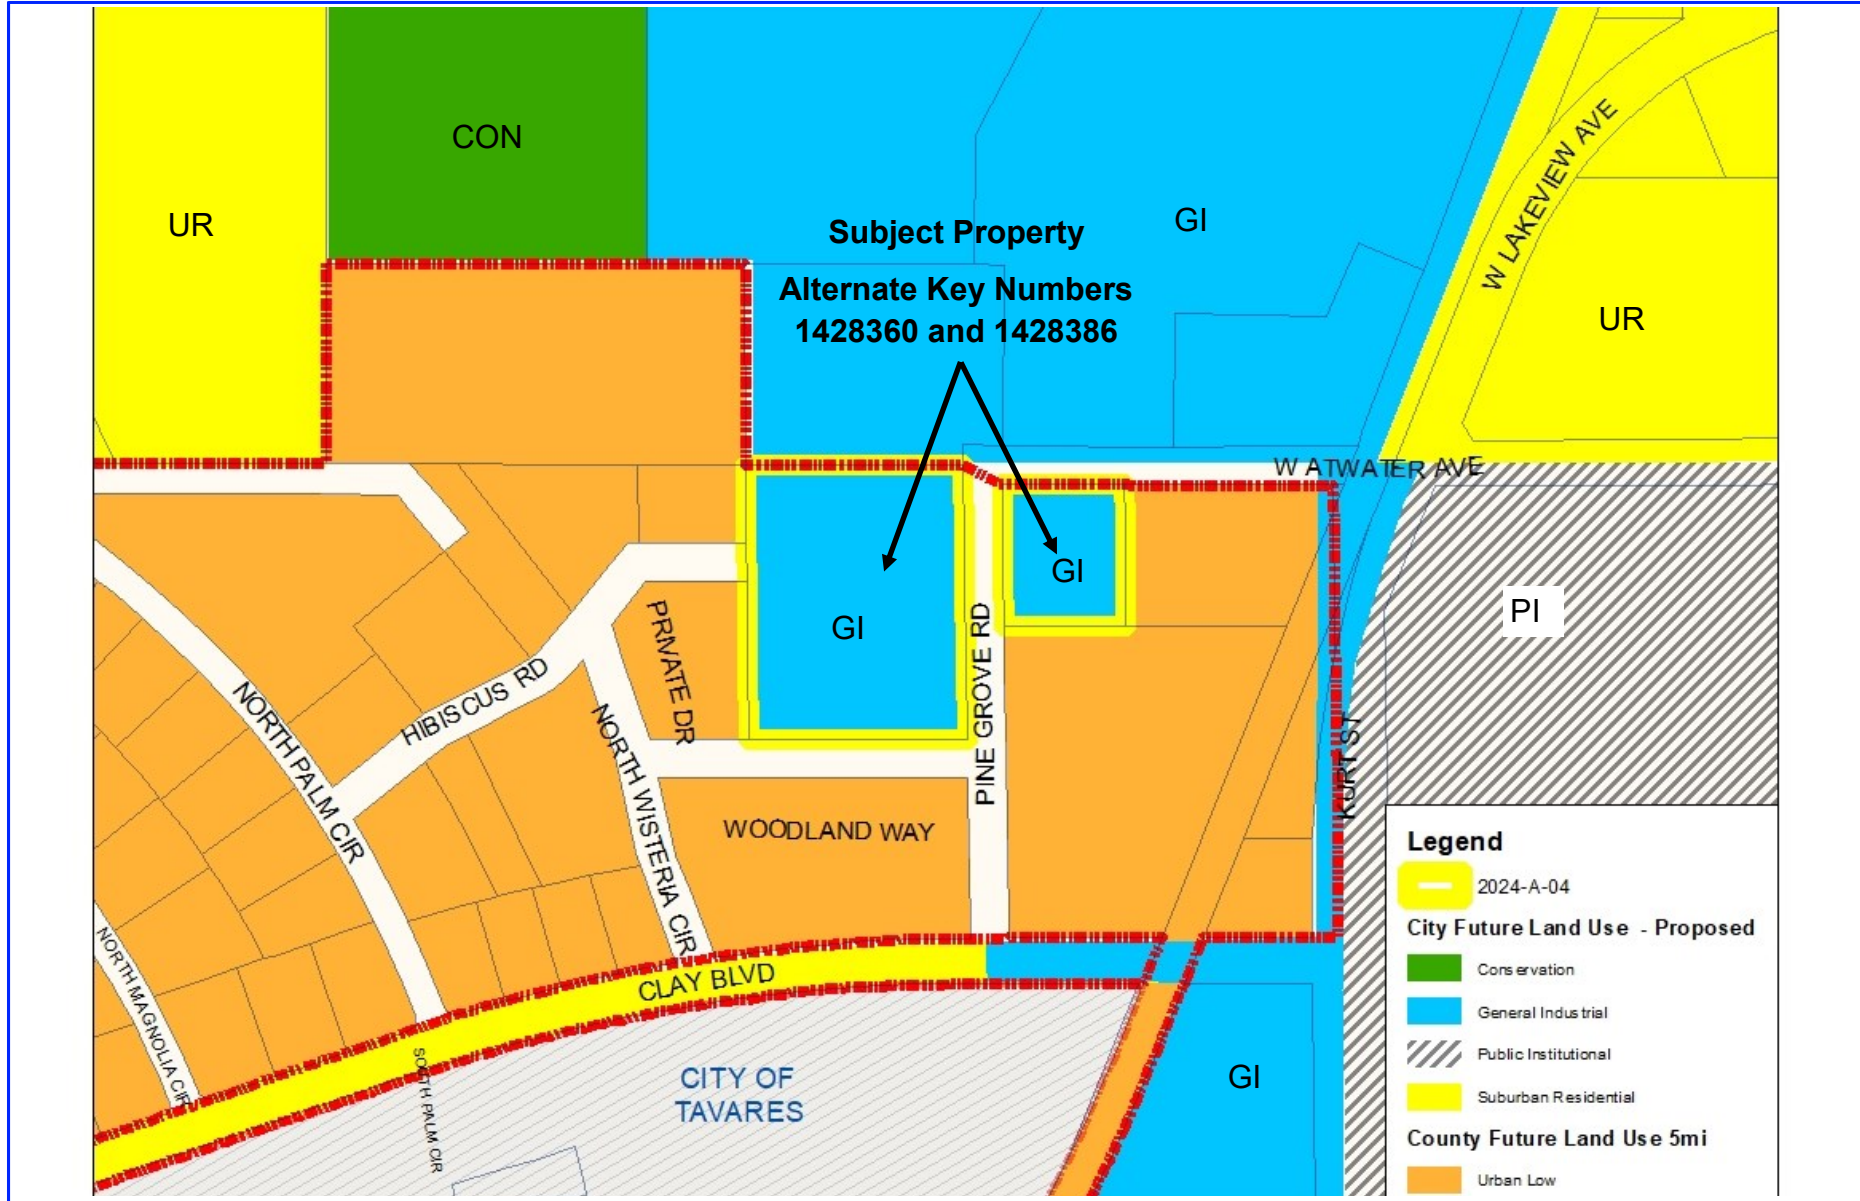 CON
UR
GI
Subject Property
Alternate Key Numbers
1428360 and 1428386
W LAKEVIEW AVE
UR
W ATWATER AVE
GI
GI
PI
PRIVATE DR
HIBISCUS RD
NORTH PALM CIR
NORTH WISTERIA CIR
PINE GROVE RD
KURT ST
WOODLAND WAY
NORTH MAGNOLIA CIR
CLAY BLVD
SOUTH PALM CIR
CITY OF
TAVARES
GI
Legend
2024-A-04
City Future Land Use - Proposed
Conservation
General Industrial
Public Institutional
Suburban Residential
County Future Land Use 5mi
Urban Low